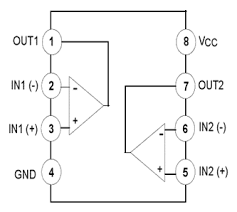 OUT1 1 8 VCC
IN1 (-) 2 - 7 OUT2
IN1 (+) 3 + - 6 IN2 (-)
GND 4 + 5 IN2 (+)